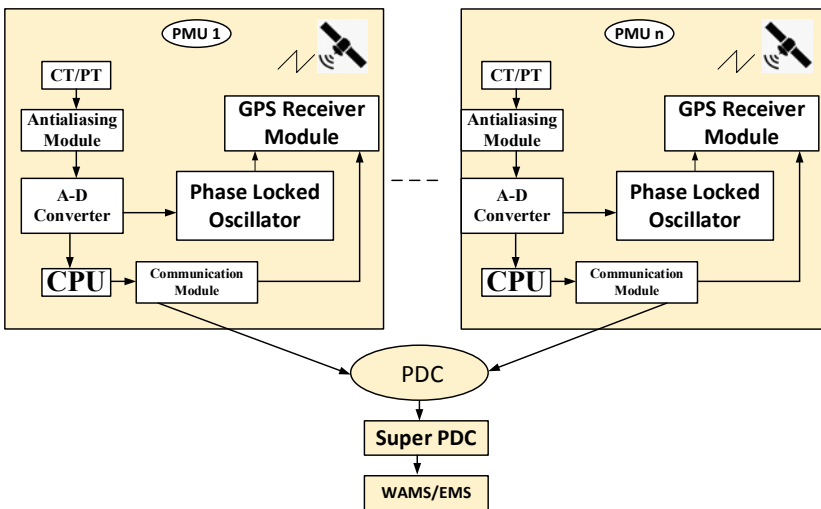 PMU 1
CT/PT
Antialiasing
Module
GPS Receiver
Module
A-D
Converter
Phase Locked
Oscillator
CPU
Communication
Module
PMU n
CT/PT
Antialiasing
Module
GPS Receiver
Module
A-D
Converter
Phase Locked
Oscillator
CPU
Communication
Module
PDC
Super PDC
WAMS/EMS